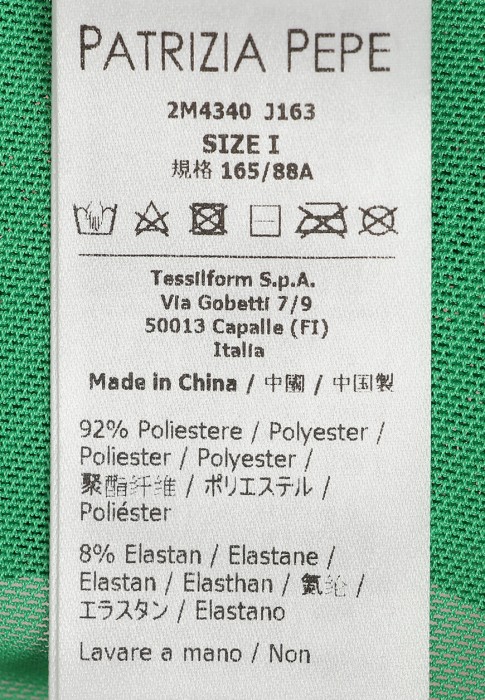 PATRIZIA PEPE
2M4340 J163
SIZE I
規格 165/88A
Tessilform S.p.A.
Via Gobetti 7/9
50013 Capalle (FI)
Italia
Made in China / 中國 / 中国製
92% Poliestere / Polyester /
Poliester / Polyester /
聚酯纤维 / ポリエステル /
Poliéster
8% Elastan / Elastane /
Elastan / Elasthan / 氨纶 /
エラスタン / Elastano
Lavare a mano / Non